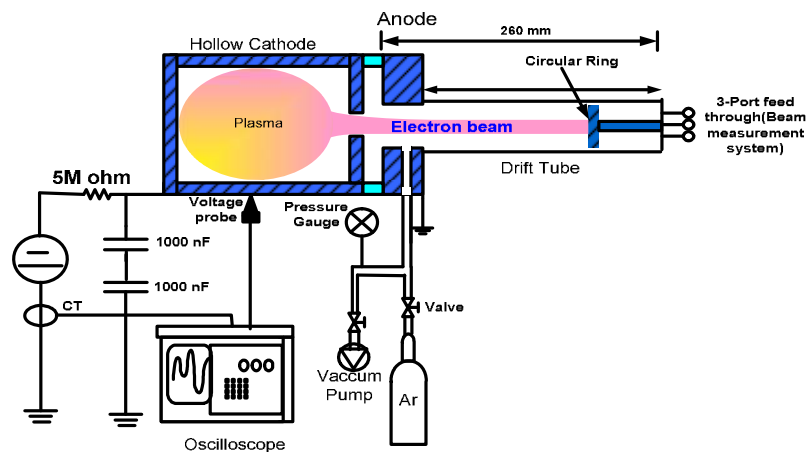 Anode
Hollow Cathode
260 mm
Circular Ring
3-Port feed
through(Beam
measurement
system)
Plasma
Electron beam
Drift Tube
5M ohm
Voltage
probe
Pressure
Gauge
1000 nF
1000 nF
CT
Valve
Vaccum
Pump
Ar
Oscilloscope